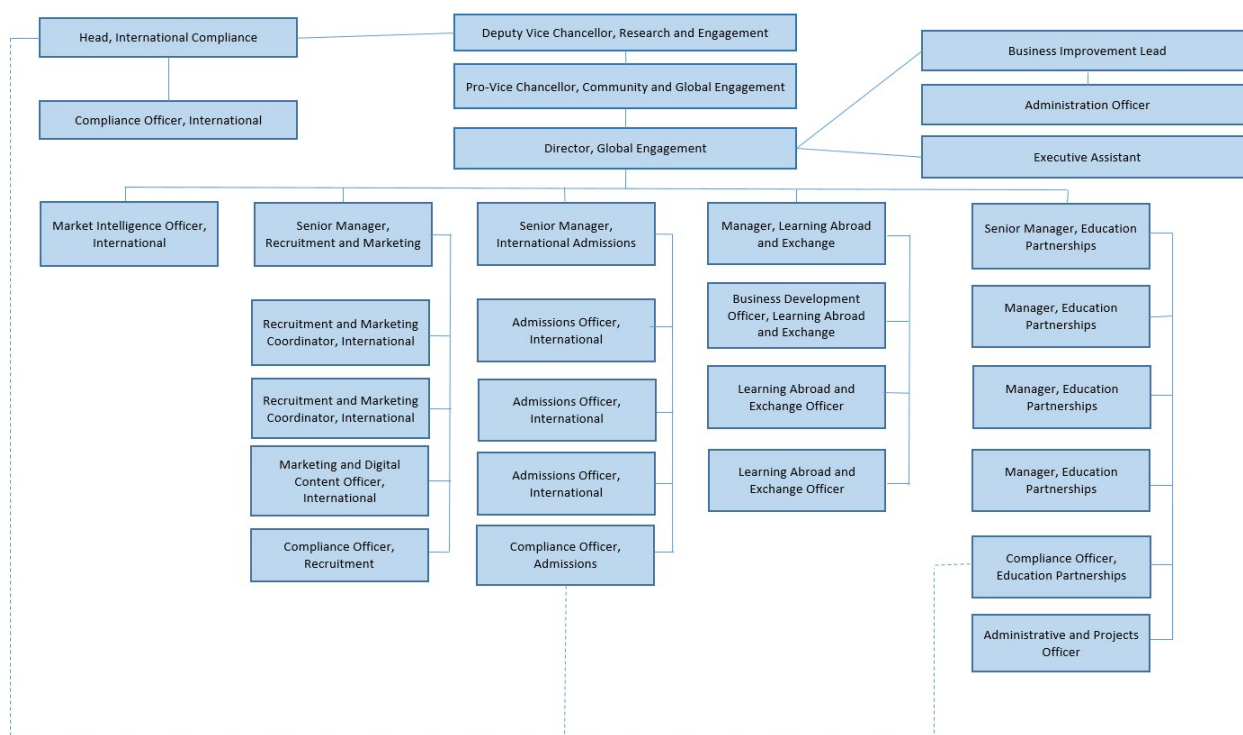 Head, International Compliance
Deputy Vice Chancellor, Research and Engagement
Business Improvement Lead
Pro-Vice Chancellor, Community and Global Engagement
Compliance Officer, International
Administration Officer
Director, Global Engagement
Executive Assistant
Market Intelligence Officer,
International
Senior Manager,
Recruitment and Marketing
Senior Manager,
International Admissions
Manager, Learning Abroad
and Exchange
Senior Manager, Education
Partnerships
Recruitment and Marketing
Coordinator, International
Admissions Officer,
International
Business Development
Officer, Learning Abroad
and Exchange
Manager, Education
Partnerships
Recruitment and Marketing
Coordinator, International
Admissions Officer,
International
Learning Abroad and
Exchange Officer
Manager, Education
Partnerships
Marketing and Digital
Content Officer,
International
Admissions Officer,
International
Learning Abroad and
Exchange Officer
Manager, Education
Partnerships
Compliance Officer,
Recruitment
Compliance Officer,
Admissions
Compliance Officer,
Education Partnerships
Administrative and Projects
Officer